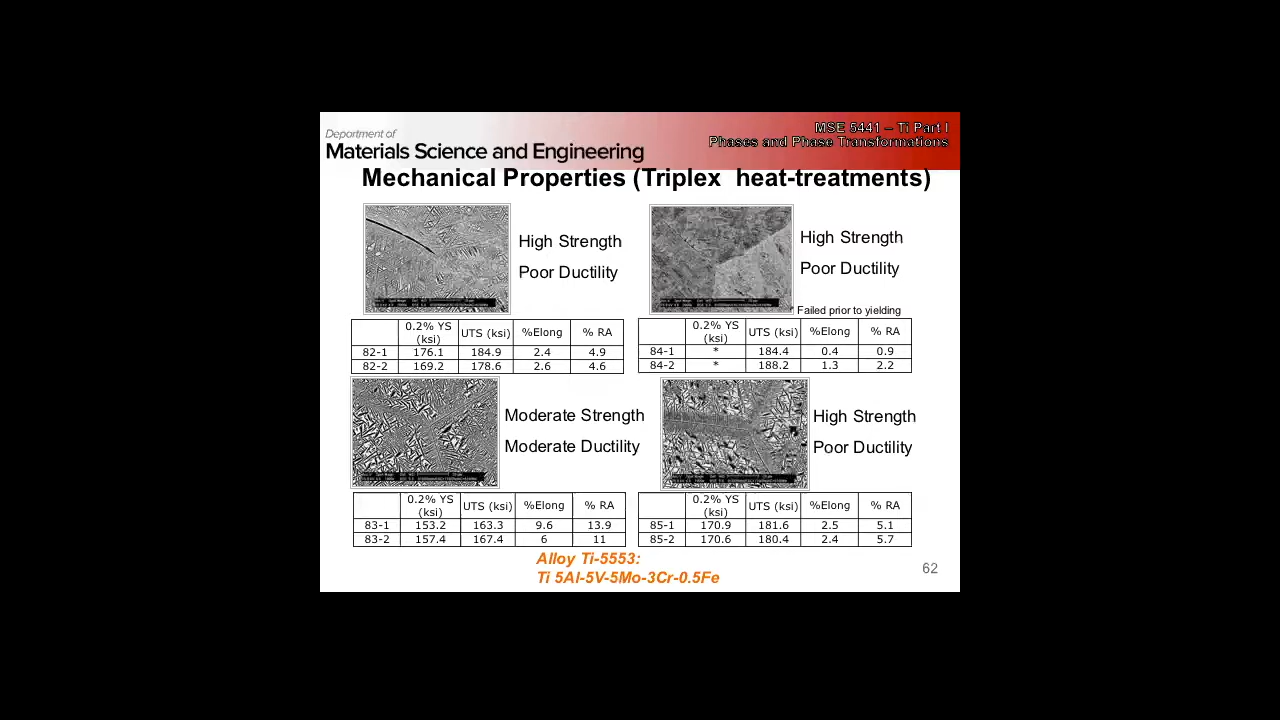 Department of
Materials Science and Engineering
MSE 5441 – Ti Part I
Phases and Phase Transformations
Mechanical Properties (Triplex heat-treatments)
High Strength
Poor Ductility
High Strength
Poor Ductility
* Failed prior to yielding
0.2% YS (ksi) UTS (ksi) %Elong % RA
82-1 176.1 184.9 2.4 4.9
82-2 169.2 178.6 2.6 4.6
0.2% YS (ksi) UTS (ksi) %Elong % RA
84-1 * 184.4 0.4 0.9
84-2 * 188.2 1.3 2.2
Moderate Strength
Moderate Ductility
High Strength
Poor Ductility
0.2% YS (ksi) UTS (ksi) %Elong % RA
83-1 153.2 163.3 9.6 13.9
83-2 157.4 167.4 6 11
0.2% YS (ksi) UTS (ksi) %Elong % RA
85-1 170.9 181.6 2.5 5.1
85-2 170.6 180.4 2.4 5.7
Alloy Ti-5553:
Ti 5Al-5V-5Mo-3Cr-0.5Fe
62